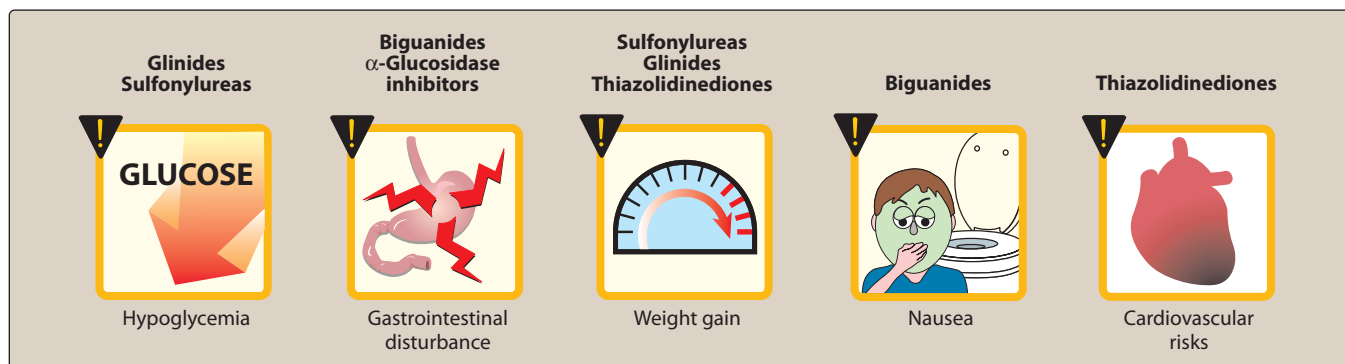 Glinides
Sulfonylureas
Biguanides
α-Glucosidase
inhibitors
Sulfonylureas
Glinides
Thiazolidinediones
Biguanides
Thiazolidinediones
!
GLUCOSE
!
!
!
!
Hypoglycemia
Gastrointestinal
disturbance
Weight gain
Nausea
Cardiovascular
risks